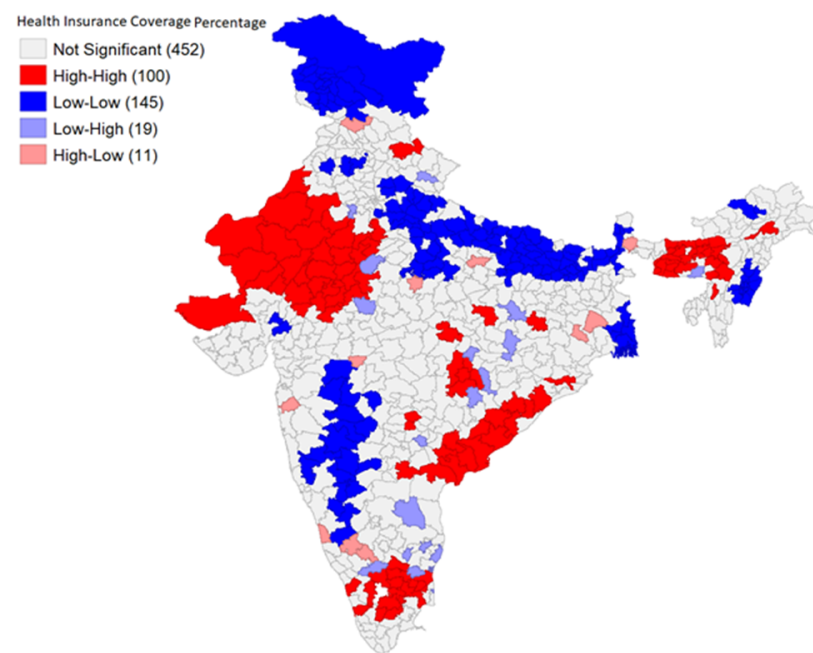 Health Insurance Coverage Percentage
Not Significant (452)
High-High (100)
Low-Low (145)
Low-High (19)
High-Low (11)